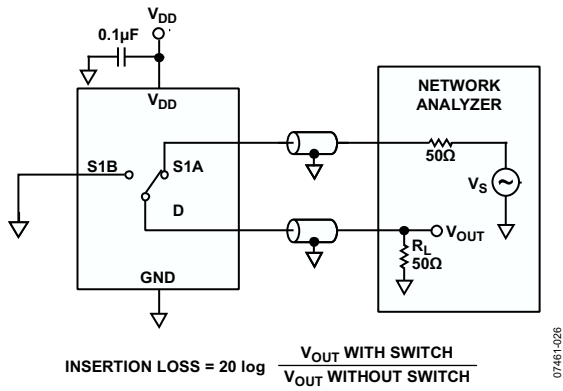 VDD
0.1µF
VDD
NETWORK
ANALYZER
S1B
S1A
50Ω
VS
D
VOUT
RL
50Ω
GND
INSERTION LOSS = 20 log VOUT WITH SWITCH
VOUT WITHOUT SWITCH
07461-026